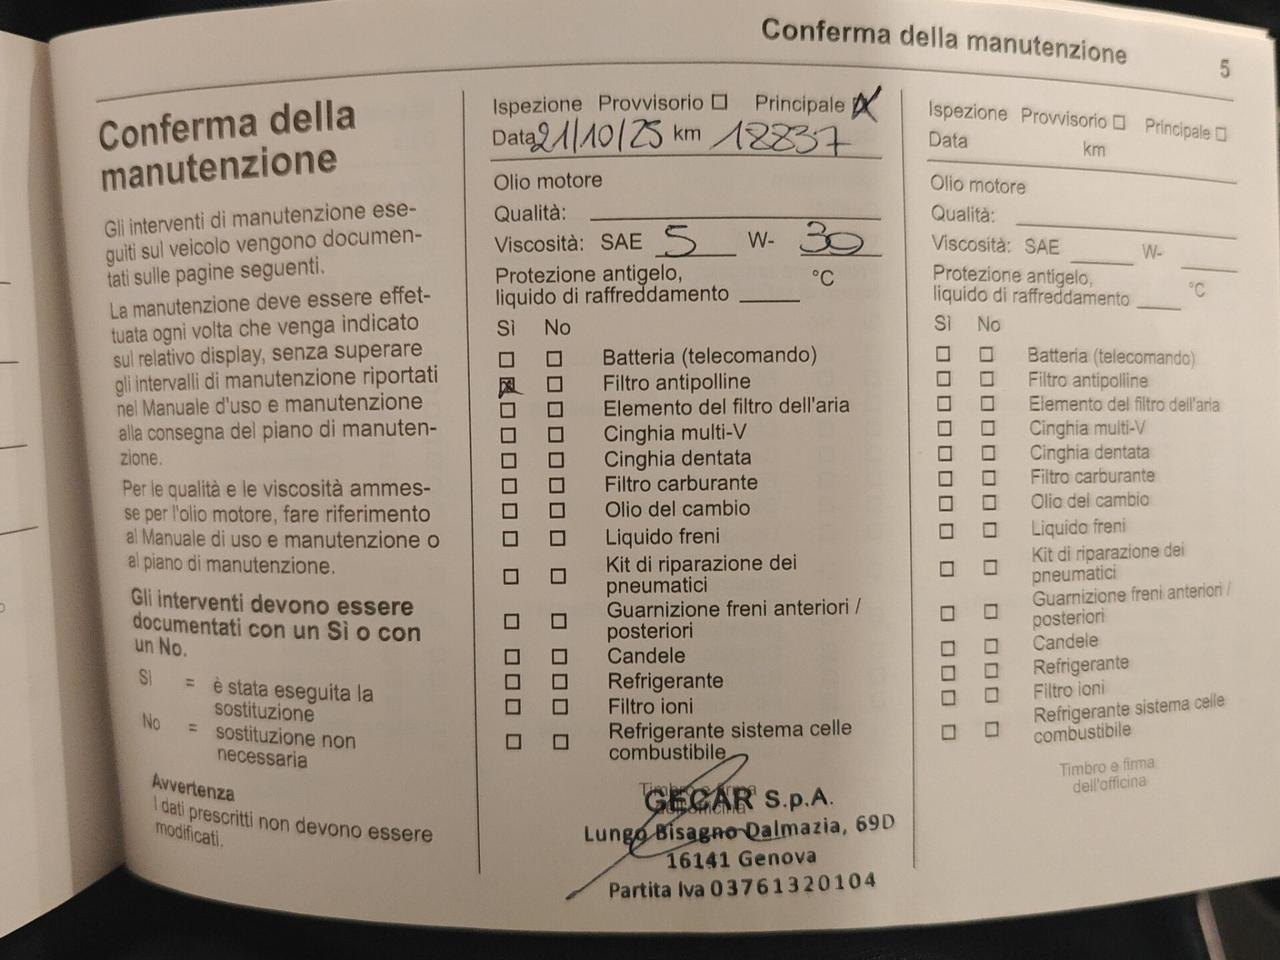 Conferma della manutenzione
5
Conferma della
manutenzione
Gli interventi di manutenzione ese-
guiti sul veicolo vengono documen-
tati sulle pagine seguenti.
La manutenzione deve essere effet-
tuata ogni volta che venga indicato
sul relativo display, senza superare
gli intervalli di manutenzione riportati
nel Manuale d'uso e manutenzione
alla consegna del piano di manuten-
zione.
Per le qualità e le viscosità ammes-
se per l'olio motore, fare riferimento
al Manuale di uso e manutenzione o
al piano di manutenzione.
Gli interventi devono essere
documentati con un Sì o con
un No.
Sì = è stata eseguita la
sostituzione
No = sostituzione non
necessaria
Avvertenza
I dati prescritti non devono essere
modificati.
Ispezione Provvisorio Principale X
Data 21/10/25 km 18837
Olio motore
Qualità:
Viscosità: SAE 5 W- 30
Protezione antigelo, °C
liquido di raffreddamento
Sì No
Batteria (telecomando)
Filtro antipolline
Elemento del filtro dell'aria
Cinghia multi-V
Cinghia dentata
Filtro carburante
Olio del cambio
Liquido freni
Kit di riparazione dei
pneumatici
Guarnizione freni anteriori /
posteriori
Candele
Refrigerante
Filtro ioni
Refrigerante sistema celle
combustibile
Timbro e firma
dell'officina
GECAR S.p.A.
Lungo Bisagno Dalmazia, 69D
16141 Genova
Partita Iva 03761320104
Ispezione Provvisorio Principale
Data km
Olio motore
Qualità:
Viscosità: SAE W-
Protezione antigelo, °C
liquido di raffreddamento
Sì No
Batteria (telecomando)
Filtro antipolline
Elemento del filtro dell'aria
Cinghia multi-V
Cinghia dentata
Filtro carburante
Olio del cambio
Liquido freni
Kit di riparazione dei
pneumatici
Guarnizione freni anteriori /
posteriori
Candele
Refrigerante
Filtro ioni
Refrigerante sistema celle
combustibile
Timbro e firma
dell'officina